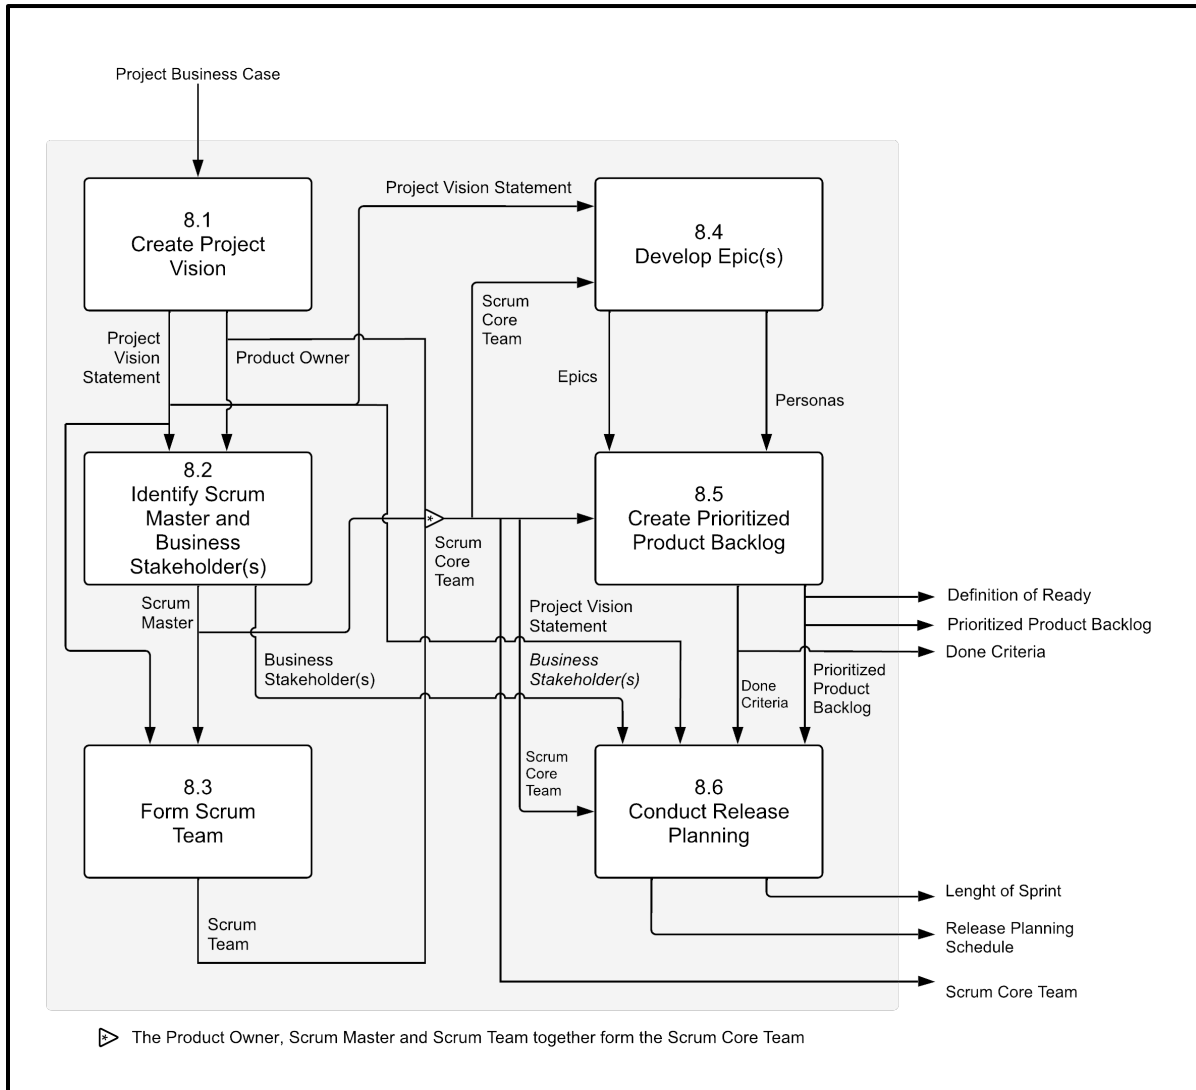 Project Business Case
8.1
Create Project
Vision
Project Vision Statement
8.4
Develop Epic(s)
Project
Vision
Statement
Product Owner
Scrum
Core
Team
Epics
Personas
8.2
Identify Scrum
Master and
Business
Stakeholder(s)
*
Scrum
Core
Team
8.5
Create Prioritized
Product Backlog
Scrum
Master
Business
Stakeholder(s)
Project Vision
Statement
Business
Stakeholder(s)
Definition of Ready
Prioritized Product Backlog
Done Criteria
Done
Criteria
Prioritized
Product
Backlog
8.3
Form Scrum
Team
Scrum
Core
Team
8.6
Conduct Release
Planning
Scrum
Team
Lenght of Sprint
Release Planning
Schedule
Scrum Core Team
* The Product Owner, Scrum Master and Scrum Team together form the Scrum Core Team